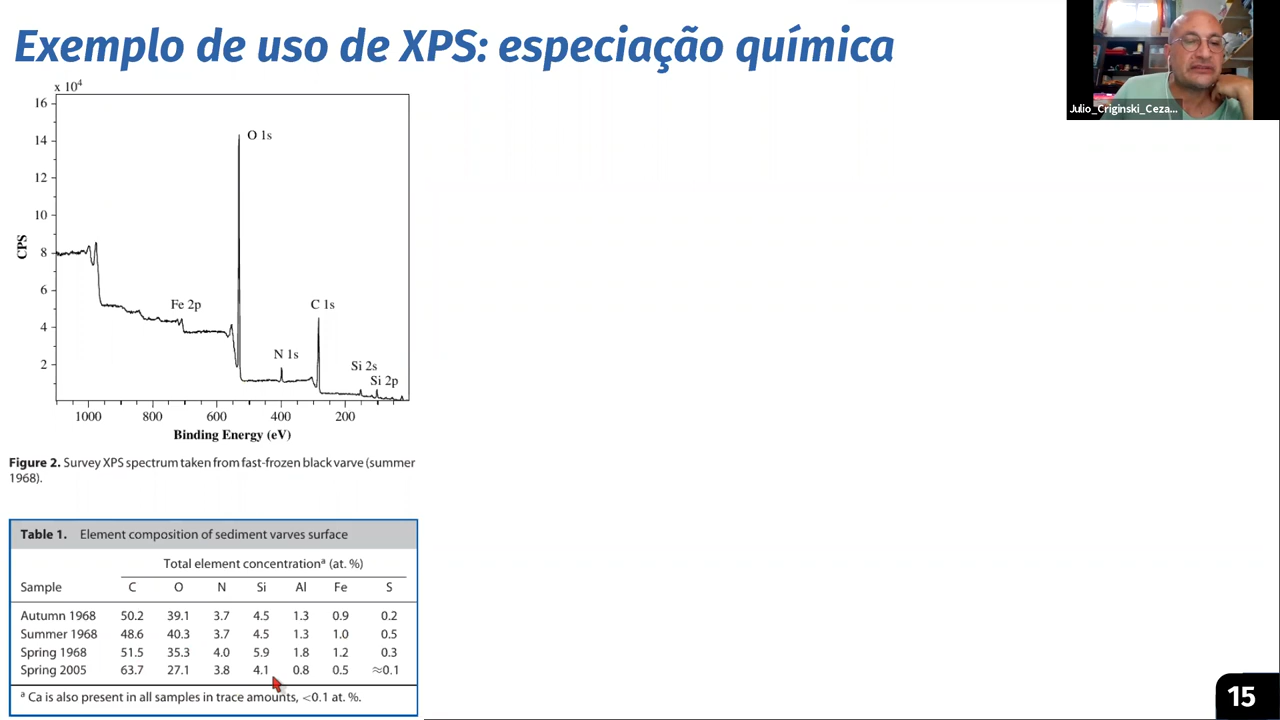 Exemplo de uso de XPS: especiação química
Julio_Criginski_Ceza...
x 10⁴
16
14
12
10
8
6
4
2
CPS
O 1s
Fe 2p
C 1s
N 1s
Si 2s
Si 2p
1000 800 600 400 200
Binding Energy (eV)
Figure 2. Survey XPS spectrum taken from fast-frozen black varve (summer
1968).
Table 1. Element composition of sediment varves surface
Total element concentrationᵃ (at. %)
Sample C O N Si Al Fe S
Autumn 1968 50.2 39.1 3.7 4.5 1.3 0.9 0.2
Summer 1968 48.6 40.3 3.7 4.5 1.3 1.0 0.5
Spring 1968 51.5 35.3 4.0 5.9 1.8 1.2 0.3
Spring 2005 63.7 27.1 3.8 4.1 0.8 0.5 ≈0.1
ᵃ Ca is also present in all samples in trace amounts, <0.1 at. %.
15